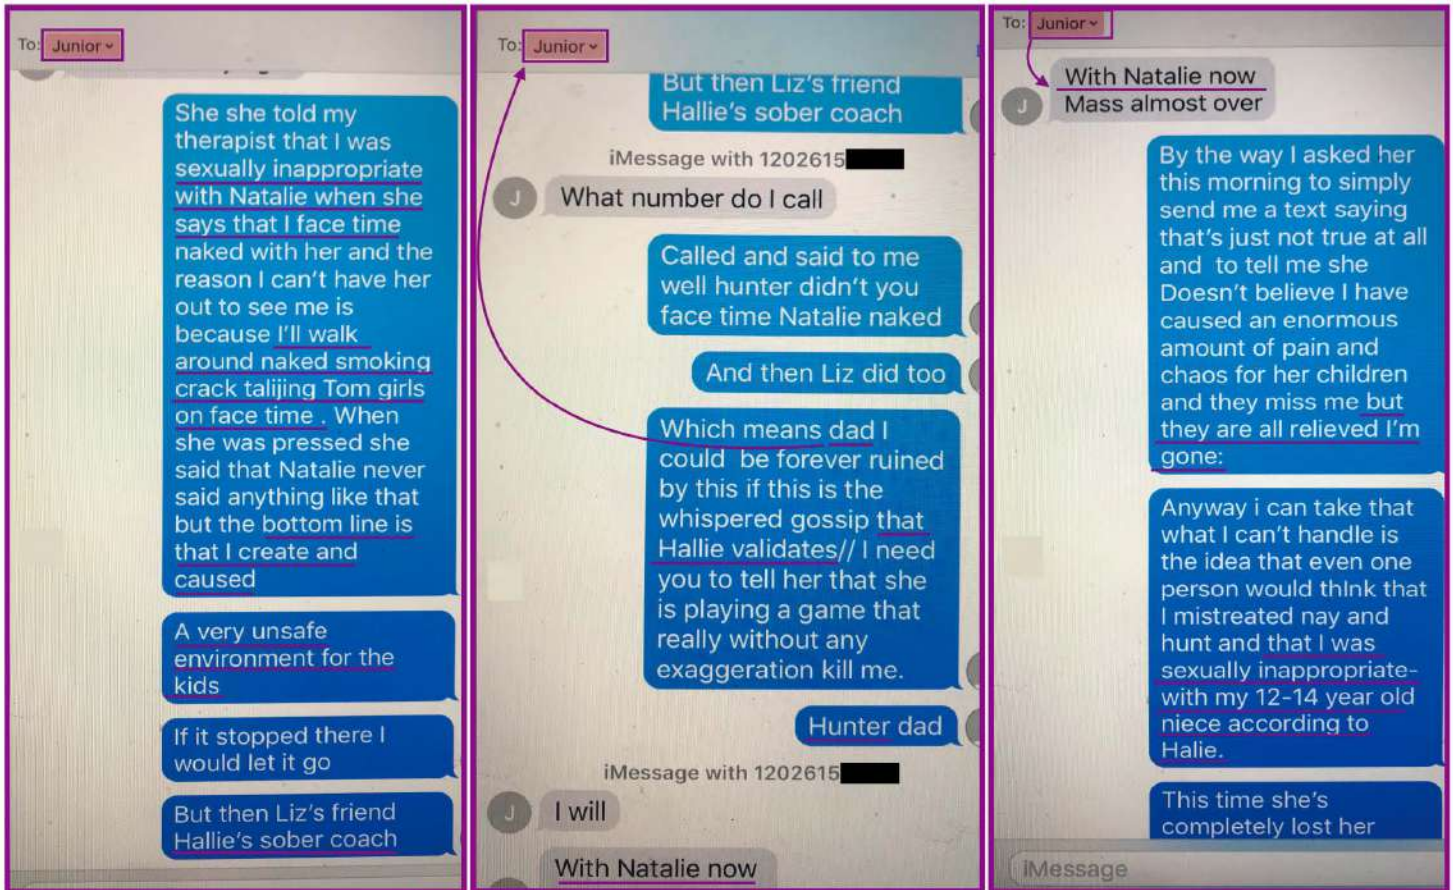 To: Junior
She she told my
therapist that I was
sexually inappropriate
with Natalie when she
says that I face time
naked with her and the
reason I can't have her
out to see me is
because I'll walk
around naked smoking
crack talijing Tom girls
on face time . When
she was pressed she
said that Natalie never
said anything like that
but the bottom line is
that I create and
caused
A very unsafe
environment for the
kids
If it stopped there I
would let it go
But then Liz's friend
Hallie's sober coach
To: Junior
But then Liz's friend
Hallie's sober coach
iMessage with 1202615
J
What number do I call
Called and said to me
well hunter didn't you
face time Natalie naked
And then Liz did too
Which means dad I
could be forever ruined
by this if this is the
whispered gossip that
Hallie validates// I need
you to tell her that she
is playing a game that
really without any
exaggeration kill me.
Hunter dad
iMessage with 1202615
J
I will
With Natalie now
To: Junior
With Natalie now
J
Mass almost over
By the way I asked her
this morning to simply
send me a text saying
that's just not true at all
and to tell me she
Doesn't believe I have
caused an enormous
amount of pain and
chaos for her children
and they miss me but
they are all relieved I'm
gone:
Anyway i can take that
what I can't handle is
the idea that even one
person would thInk that
I mistreated nay and
hunt and that I was
sexually inappropriate-
with my 12-14 year old
niece according to
Halie.
This time she's
completely lost her
iMessage